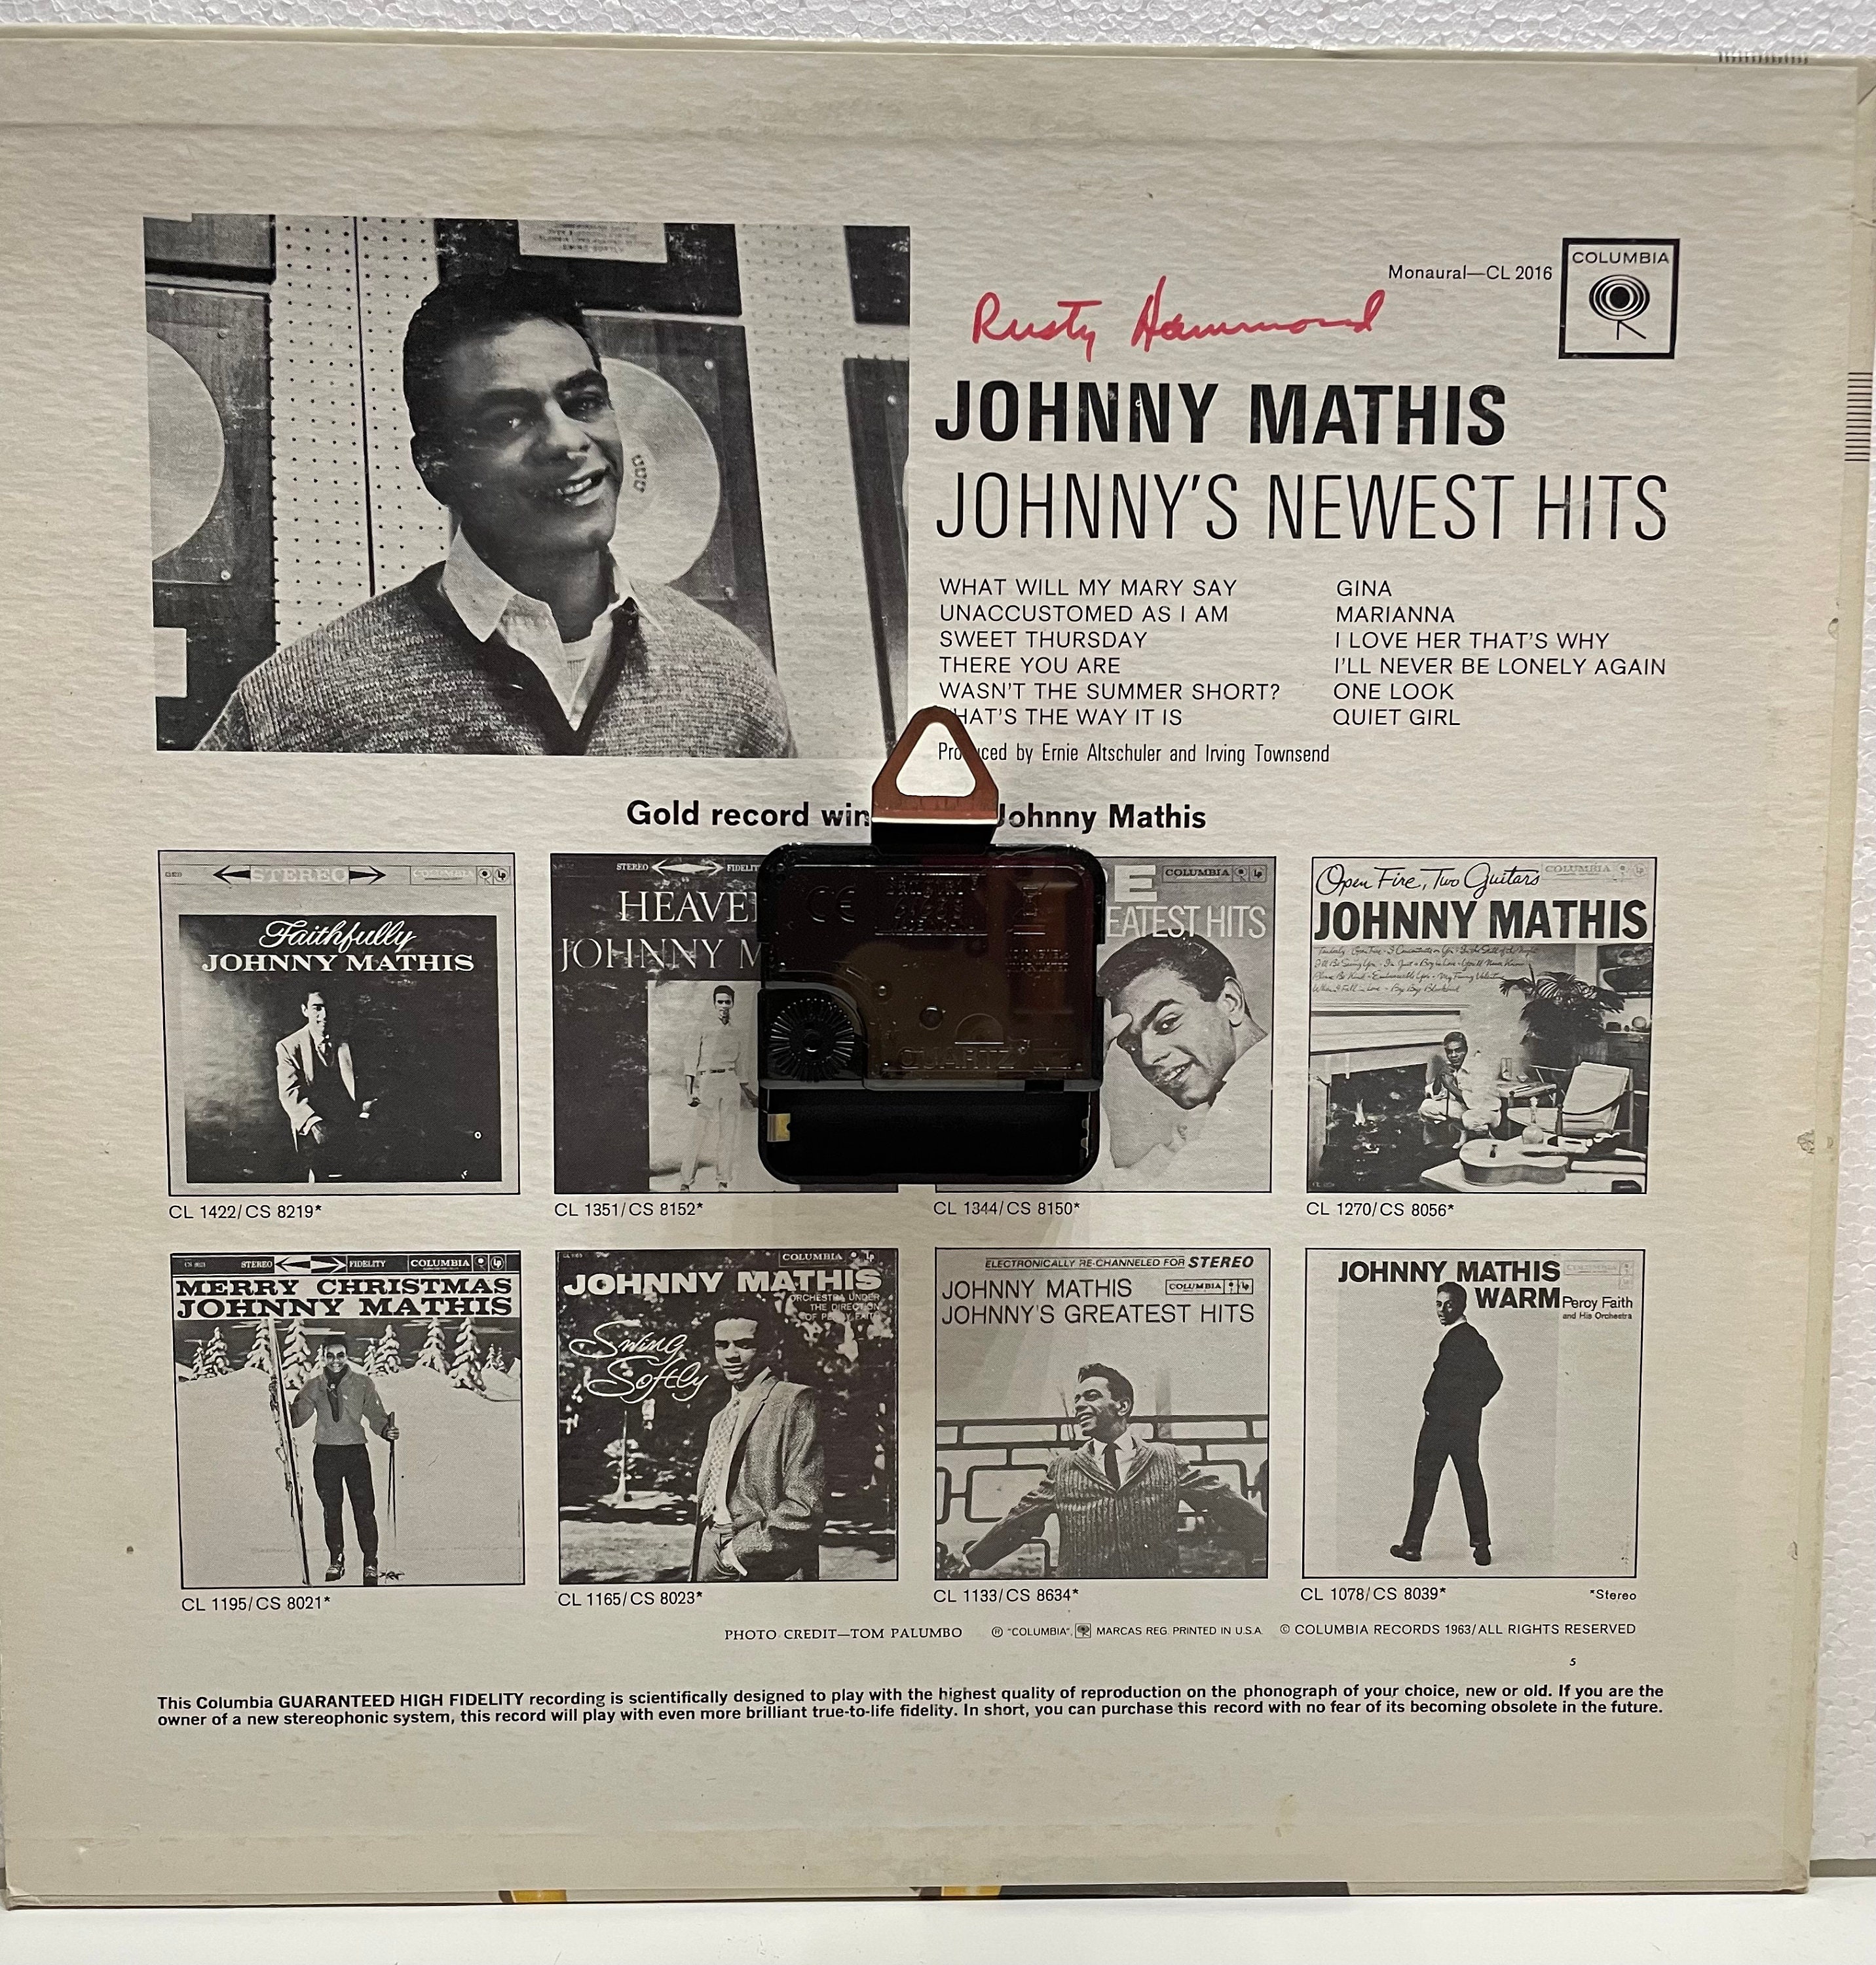 Monaural—CL 2016
COLUMBIA
Rusty Hammond
JOHNNY MATHIS
JOHNNY'S NEWEST HITS
WHAT WILL MY MARY SAY
UNACCUSTOMED AS I AM
SWEET THURSDAY
THERE YOU ARE
WASN'T THE SUMMER SHORT?
HAT'S THE WAY IT IS
GINA
MARIANNA
I LOVE HER THAT'S WHY
I'LL NEVER BE LONELY AGAIN
ONE LOOK
QUIET GIRL
Produced by Ernie Altschuler and Irving Townsend
Gold record win Johnny Mathis
STEREO
Faithfully
JOHNNY MATHIS
CL 1422/CS 8219*
STEREO FIDELIT
HEAVE
JOHNNY M
CL 1351/CS 8152*
CE
QUARTZ
E COLUMBIA
EATEST HITS
CL 1344/CS 8150*
Open Fire, Two Guitars COLUMBIA
JOHNNY MATHIS
CL 1270/CS 8056*
STEREO FIDELITY COLUMBIA
MERRY CHRISTMAS
JOHNNY MATHIS
CL 1195/CS 8021*
COLUMBIA
JOHNNY MATHIS
ORCHESTRA UNDER
THE DIRECTION
OF PERCY FAITH
Swing
Softly
CL 1165/CS 8023*
ELECTRONICALLY RE-CHANNELED FOR STEREO
JOHNNY MATHIS COLUMBIA
JOHNNY'S GREATEST HITS
CL 1133/CS 8634*
JOHNNY MATHIS COLUMBIA
WARM Percy Faith
and His Orchestra
CL 1078/CS 8039*
*Stereo
PHOTO CREDIT—TOM PALUMBO ® "COLUMBIA", MARCAS REG. PRINTED IN U.S.A. © COLUMBIA RECORDS 1963/ALL RIGHTS RESERVED
5
This Columbia GUARANTEED HIGH FIDELITY recording is scientifically designed to play with the highest quality of reproduction on the phonograph of your choice, new or old. If you are the
owner of a new stereophonic system, this record will play with even more brilliant true-to-life fidelity. In short, you can purchase this record with no fear of its becoming obsolete in the future.